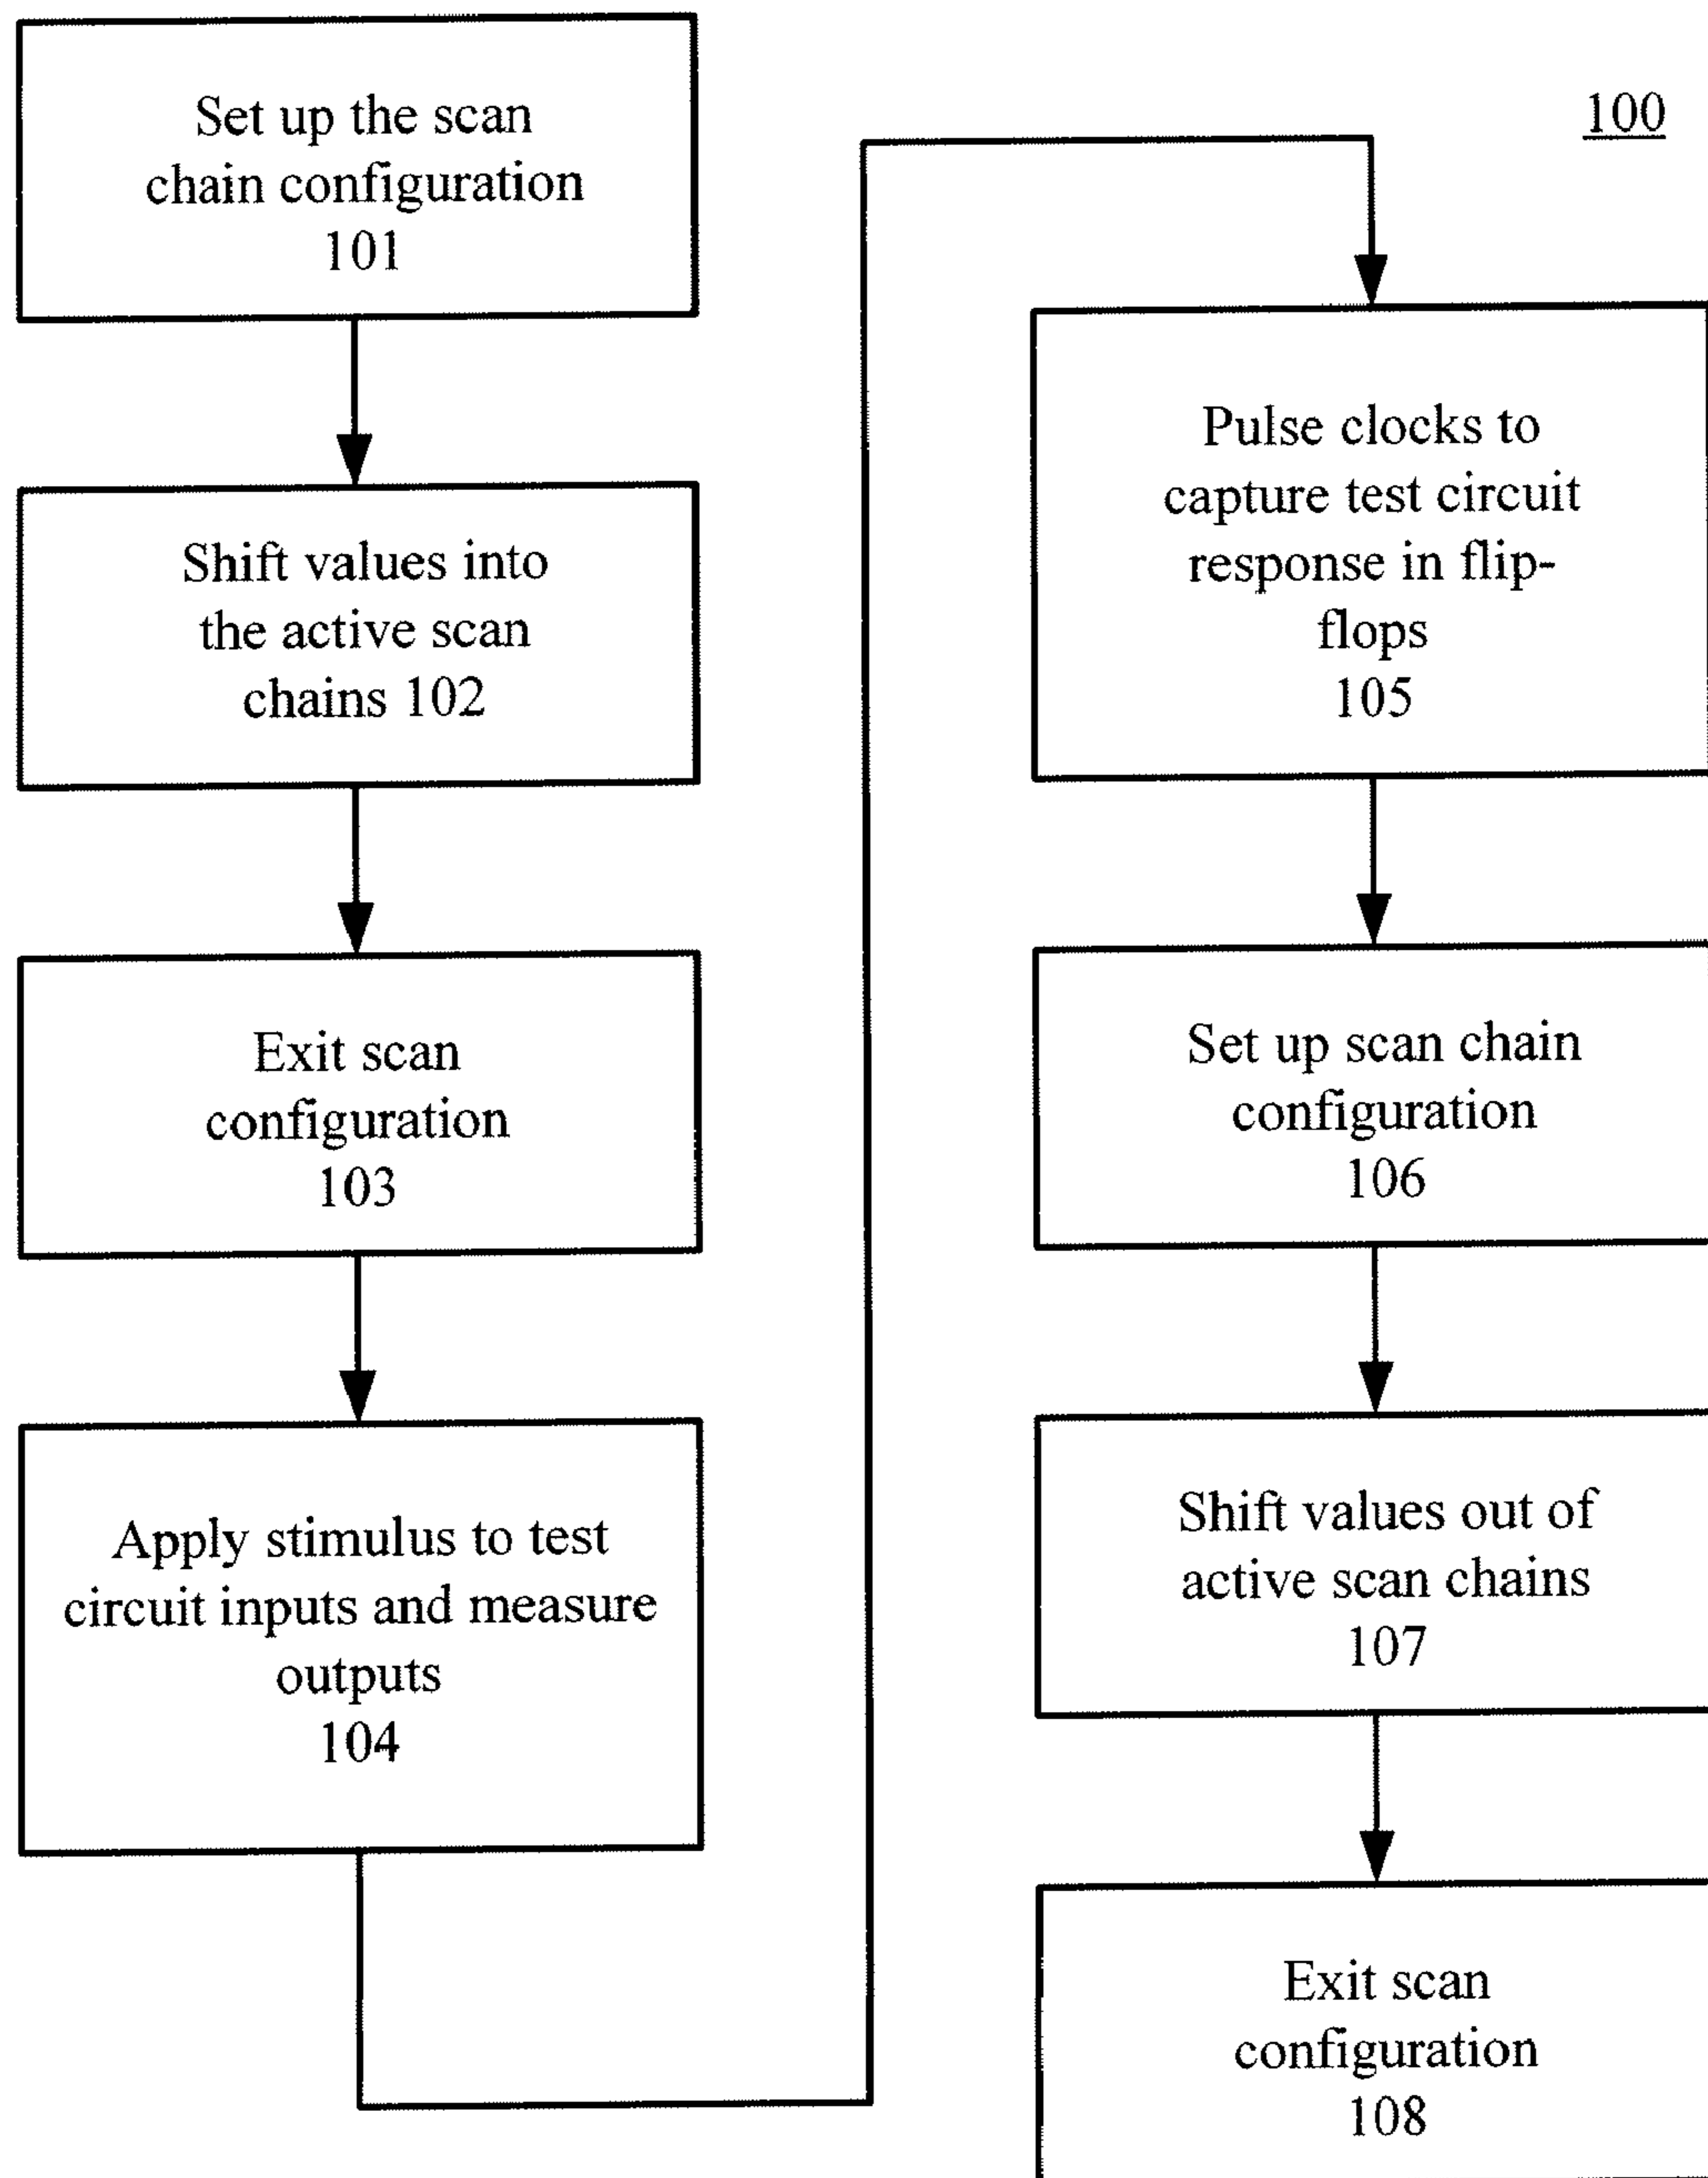 Set up the scan
chain configuration
101
Shift values into
the active scan
chains 102
Exit scan
configuration
103
Apply stimulus to test
circuit inputs and measure
outputs
104
100
Pulse clocks to
capture test circuit
response in flip-
flops
105
Set up scan chain
configuration
106
Shift values out of
active scan chains
107
Exit scan
configuration
108